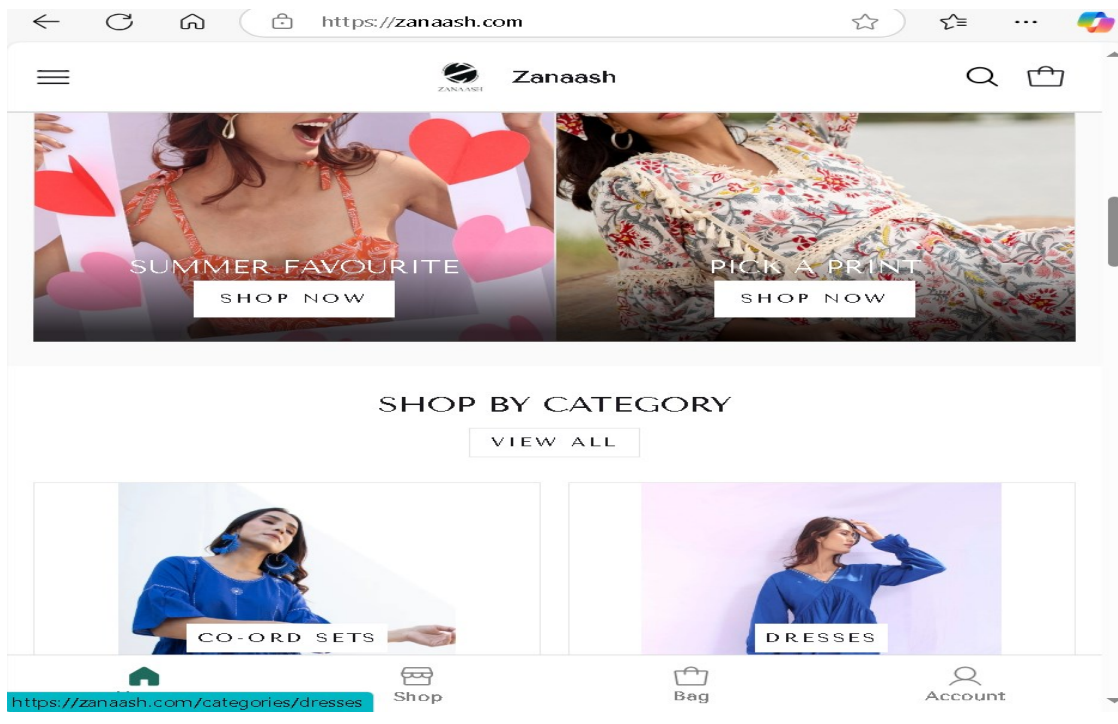 https://zanaash.com
ZANAASH
Zanaash
SUMMER FAVOURITE
SHOP NOW
PICK A PRINT
SHOP NOW
SHOP BY CATEGORY
VIEW ALL
CO-ORD SETS
DRESSES
Shop
Bag
Account
https://zanaash.com/categories/dresses